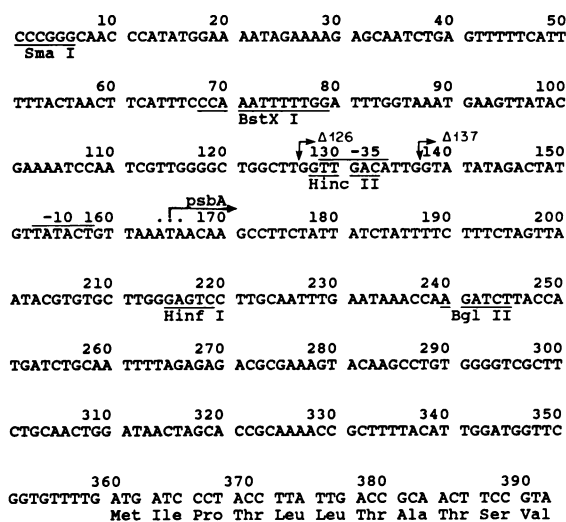 10 20 30 40 50
CCCGGGCAAC CCATATGGAA AATAGAAAAG AGCAATCTGA GTTTTTCATT
Sma I
60 70 80 90 100
TTTACTAACT TCATTTCCCA AATTTTTGGA TTTGGTAAAT GAAGTTATAC
BstX I
Δ126 Δ137
110 120 130 -35 140 150
GAAAATCCAA TCGTTGGGGC TGGCTTGGTT GACATTGGTA TATAGACTAT
Hinc II
psbA
-10 160 ... 170 180 190 200
GTTATACTGT TAAATAACAA GCCTTCTATT ATCTATTTTC TTTCTAGTTA
210 220 230 240 250
ATACGTGTGC TTGGGAGTCC TTGCAATTTG AATAAACCAA GATCTTACCA
Hinf I Bgl II
260 270 280 290 300
TGATCTGCAA TTTTAGAGAG ACGCGAAAGT ACAAGCCTGT GGGGTCGCTT
310 320 330 340 350
CTGCAACTGG ATAACTAGCA CCGCAAAACC GCTTTTACAT TGGATGGTTC
360 370 380 390
GGTGTTTTG ATG ATC CCT ACC TTA TTG ACC GCA ACT TCC GTA
Met Ile Pro Thr Leu Leu Thr Ala Thr Ser Val